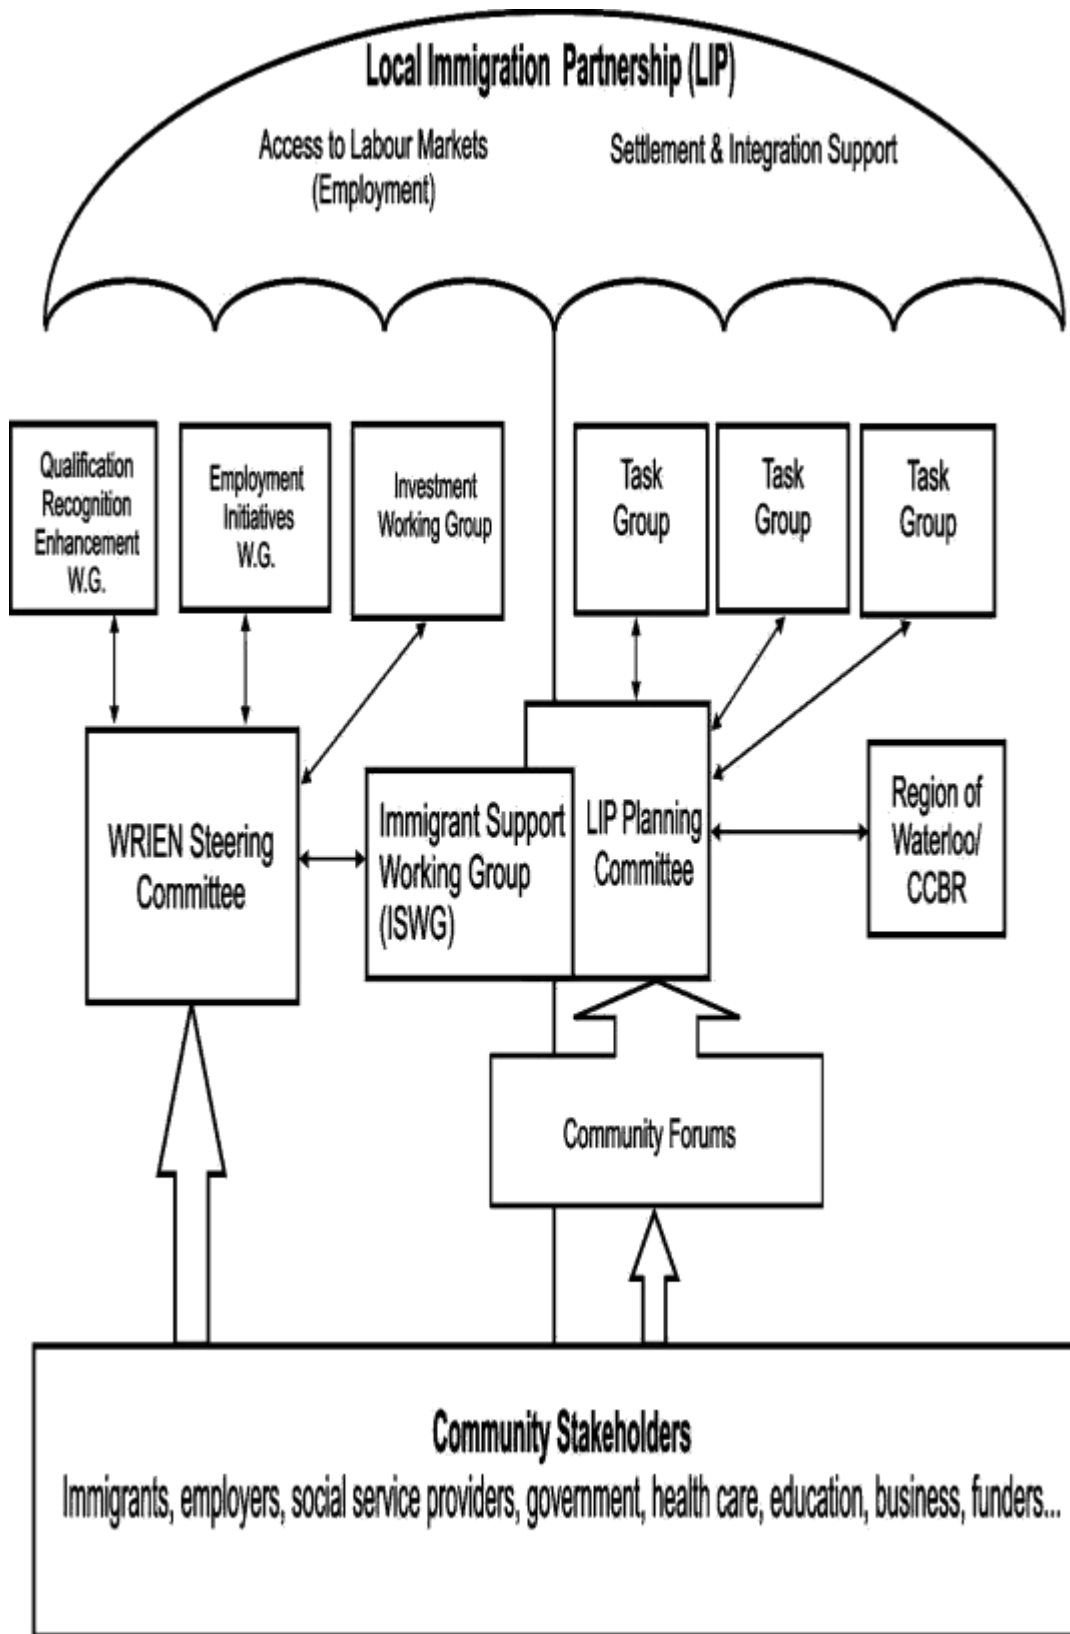 Local Immigration Partnership (LIP)
Access to Labour Markets
(Employment)
Settlement & Integration Support
Qualification
Recognition
Enhancement
W.G.
Employment
Initiatives
W.G.
Investment
Working Group
Task
Group
Task
Group
Task
Group
WRIEN Steering
Committee
Immigrant Support
Working Group
(ISWG)
LIP Planning
Committee
Region of
Waterloo/
CCBR
Community Forums
Community Stakeholders
Immigrants, employers, social service providers, government, health care, education, business, funders...